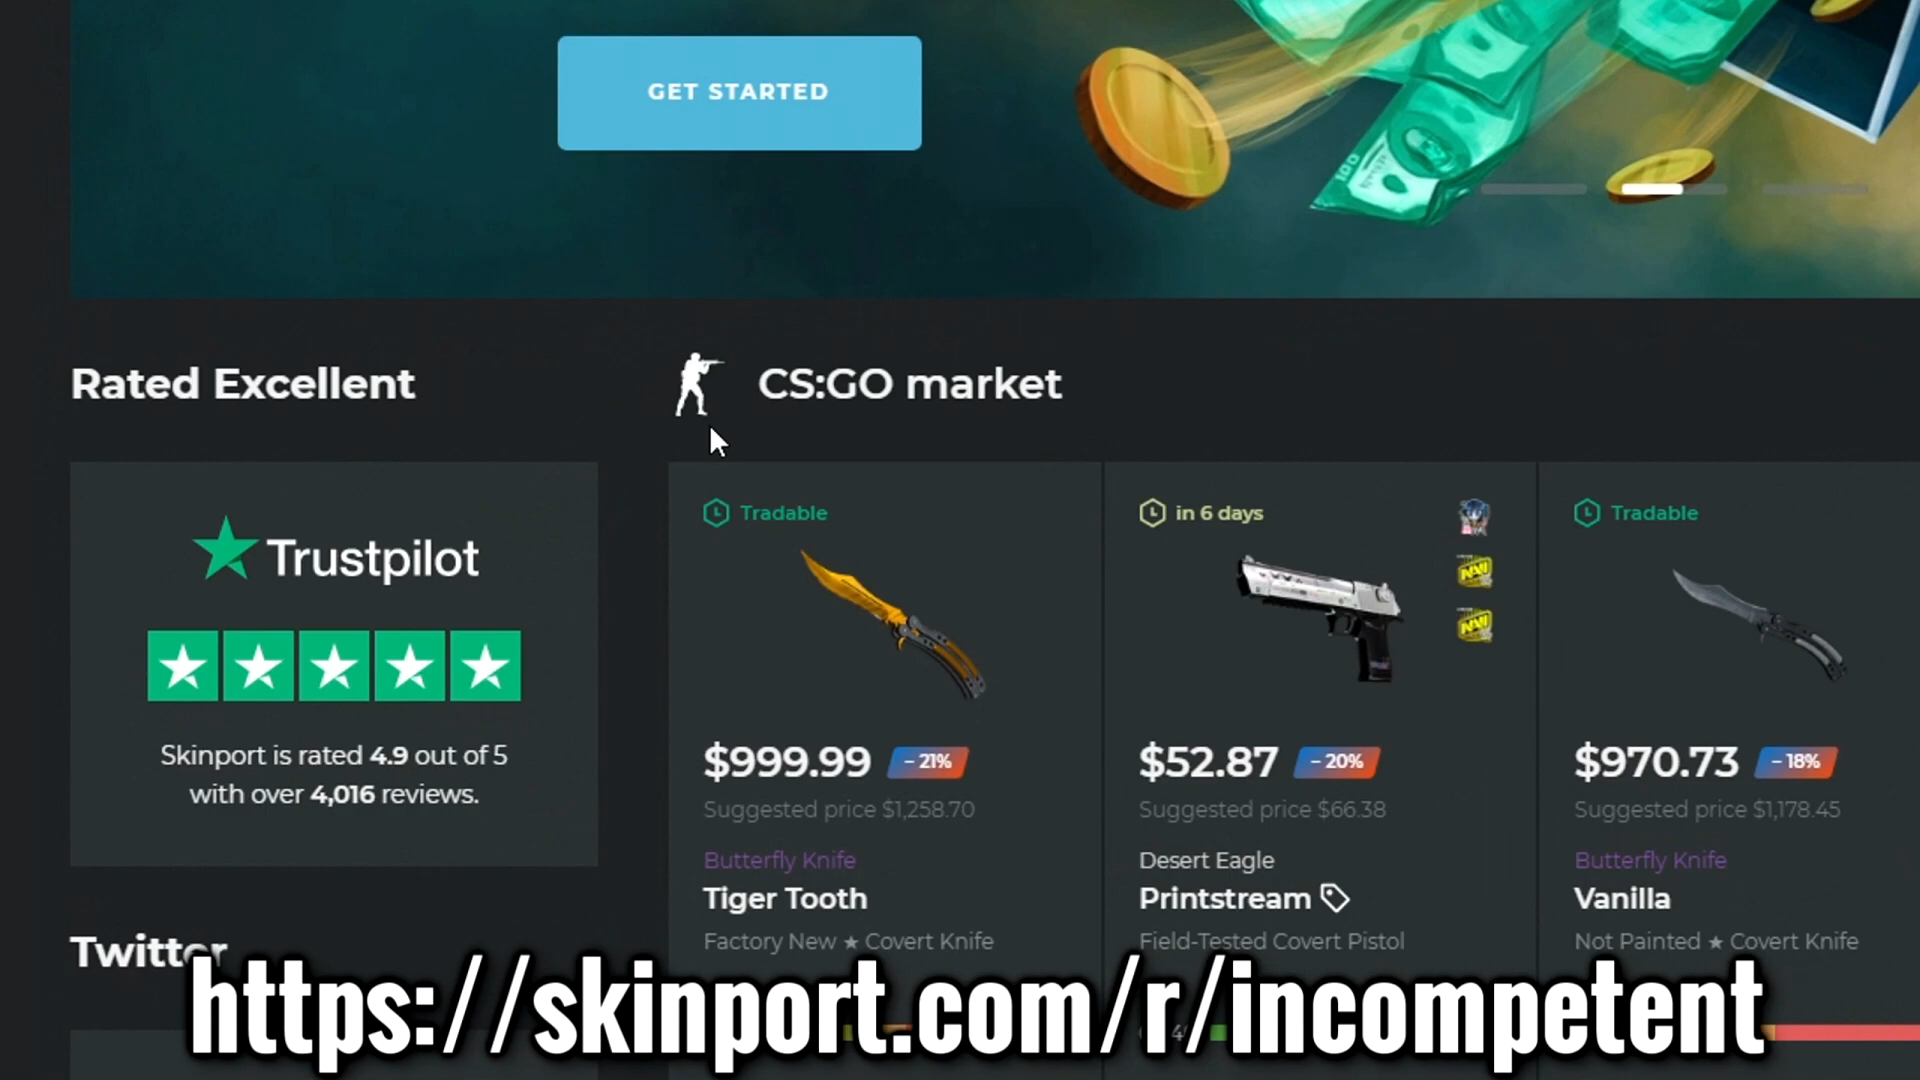 GET STARTED
Rated Excellent
CS:GO market
Trustpilot
Skinport is rated 4.9 out of 5
with over 4,016 reviews.
Twitter
Tradable
$999.99 – 21%
Suggested price $1,258.70
Butterfly Knife
Tiger Tooth
Factory New ★ Covert Knife
in 6 days
$52.87 – 20%
Suggested price $66.38
Desert Eagle
Printstream
Field-Tested Covert Pistol
Tradable
$970.73 – 18%
Suggested price $1,178.45
Butterfly Knife
Vanilla
Not Painted ★ Covert Knife
https://skinport.com/r/incompetent